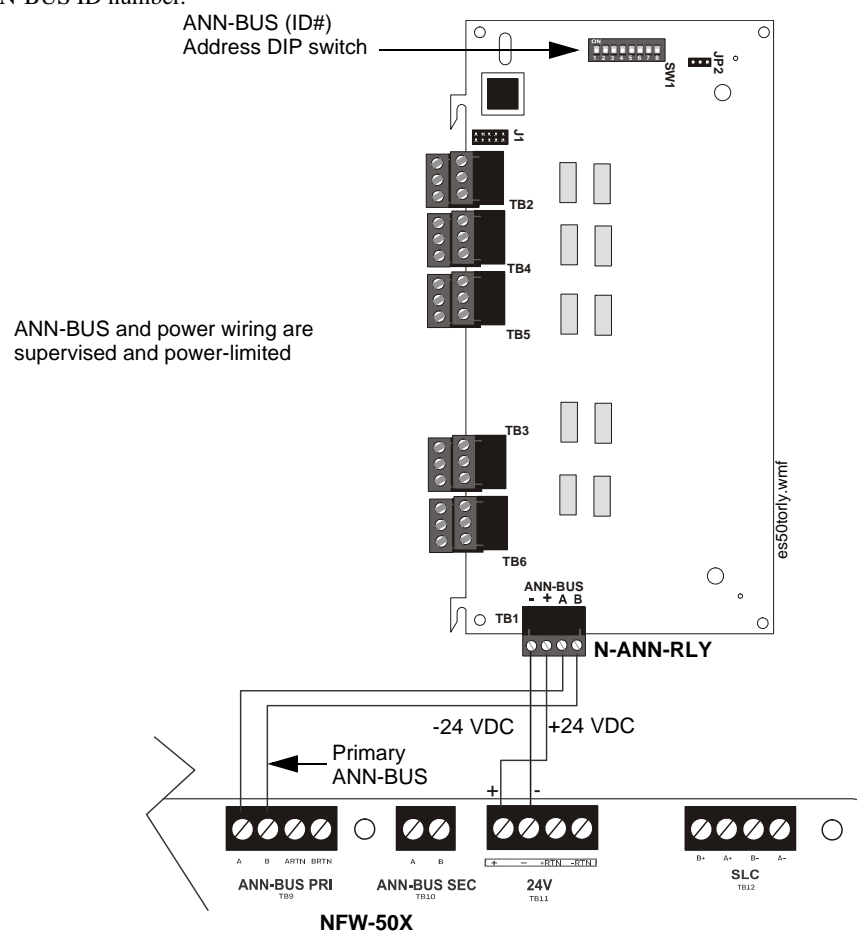 N-BUS ID number.
ANN-BUS (ID#)
Address DIP switch
ON
1 2 3 4 5 6 7 8
SW1
JP2
J1
TB2
TB4
ANN-BUS and power wiring are
supervised and power-limited
TB5
TB3
es50torly.wmf
TB6
ANN-BUS
- + A B
TB1
N-ANN-RLY
-24 VDC
+24 VDC
Primary
ANN-BUS
+ -
A B ARTN BRTN
A B
+ - +RTN -RTN
B+ A+ B- A-
ANN-BUS PRI
TB9
ANN-BUS SEC
TB10
24V
TB11
SLC
TB12
NFW-50X